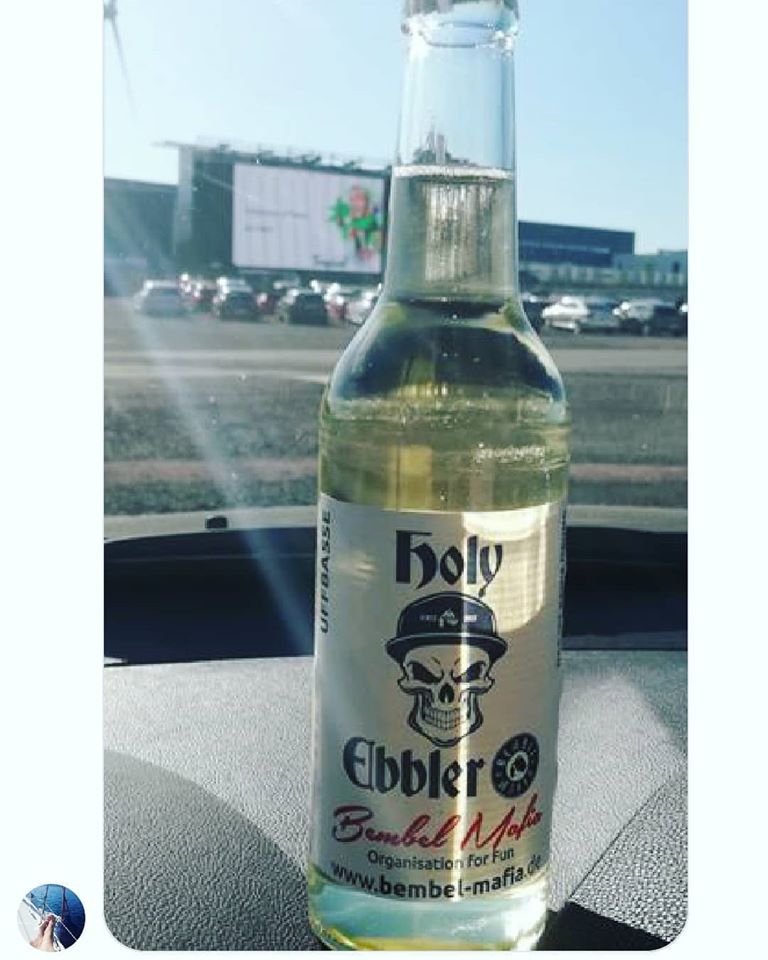 UFFBASSE
Holy
Ebbler
Bembel Mafia
Organisation for Fun
www.bembel-mafia.de